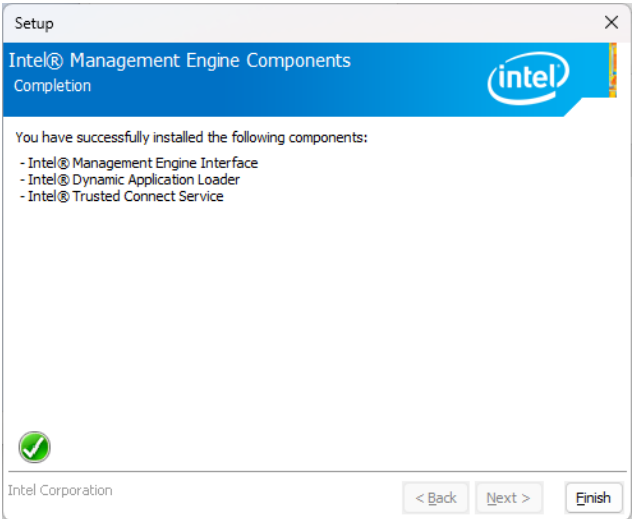 Setup
Intel® Management Engine Components
Completion
intel
You have successfully installed the following components:
- Intel® Management Engine Interface
- Intel® Dynamic Application Loader
- Intel® Trusted Connect Service
Intel Corporation
< Back
Next >
Finish